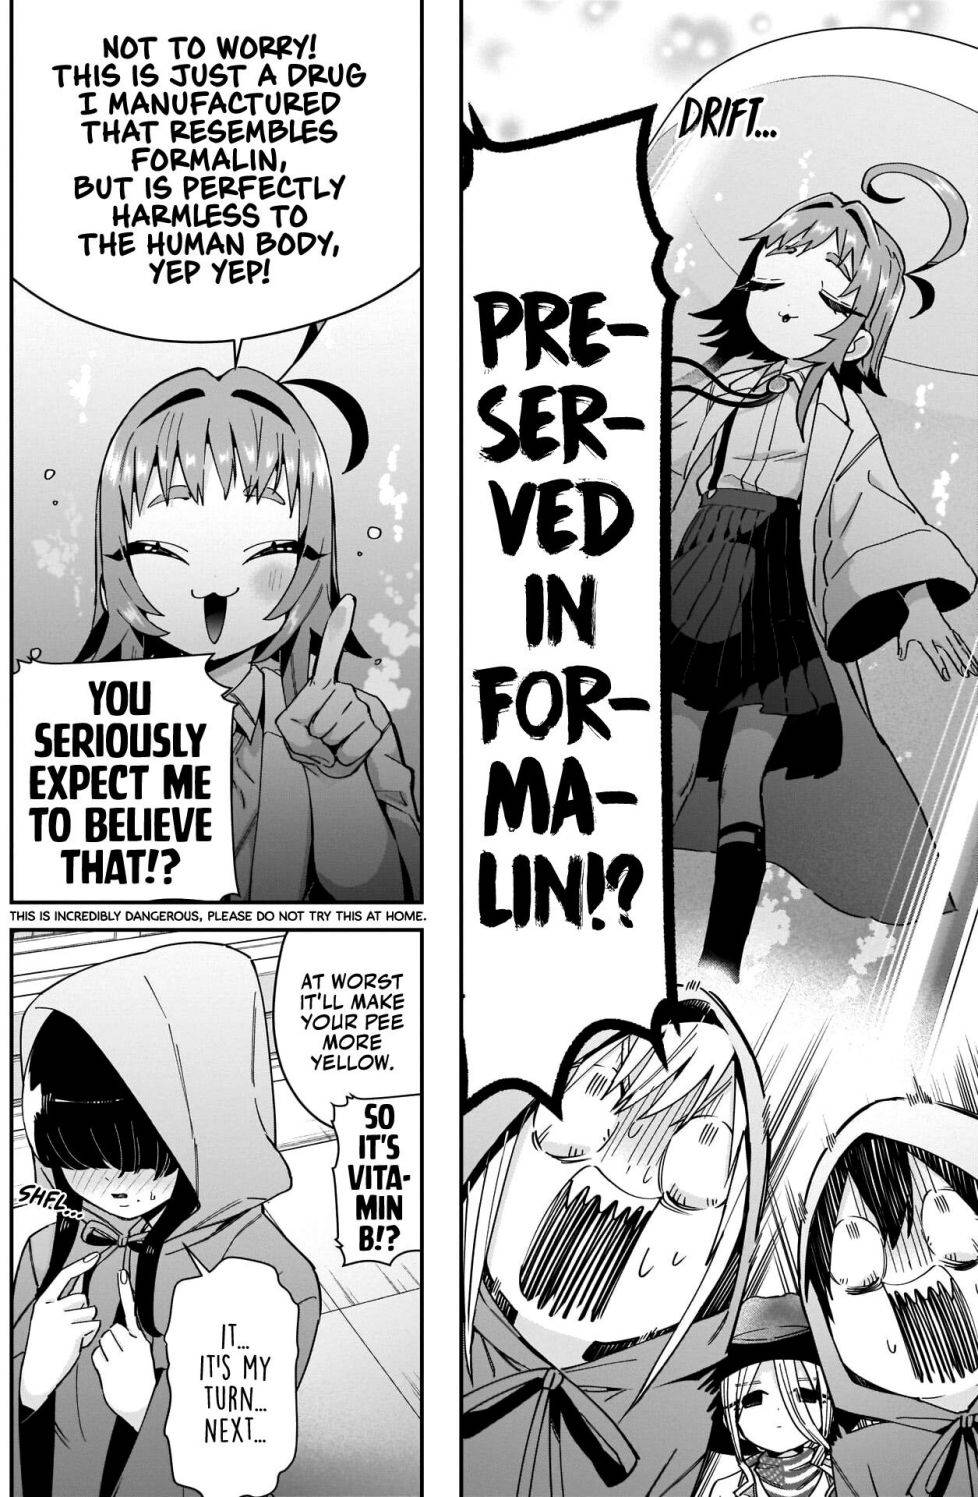 DRIFT...
PRE-
SER-
VED
IN
FOR-
MA-
LIN!?
NOT TO WORRY!
THIS IS JUST A DRUG
I MANUFACTURED
THAT RESEMBLES
FORMALIN,
BUT IS PERFECTLY
HARMLESS TO
THE HUMAN BODY,
YEP YEP!
YOU
SERIOUSLY
EXPECT ME
TO BELIEVE
THAT!?
THIS IS INCREDIBLY DANGEROUS, PLEASE DO NOT TRY THIS AT HOME.
AT WORST
IT'LL MAKE
YOUR PEE
MORE
YELLOW.
SO
IT'S
VITA-
MIN
B!?
SHFL...
IT...
IT'S MY
TURN...
NEXT...